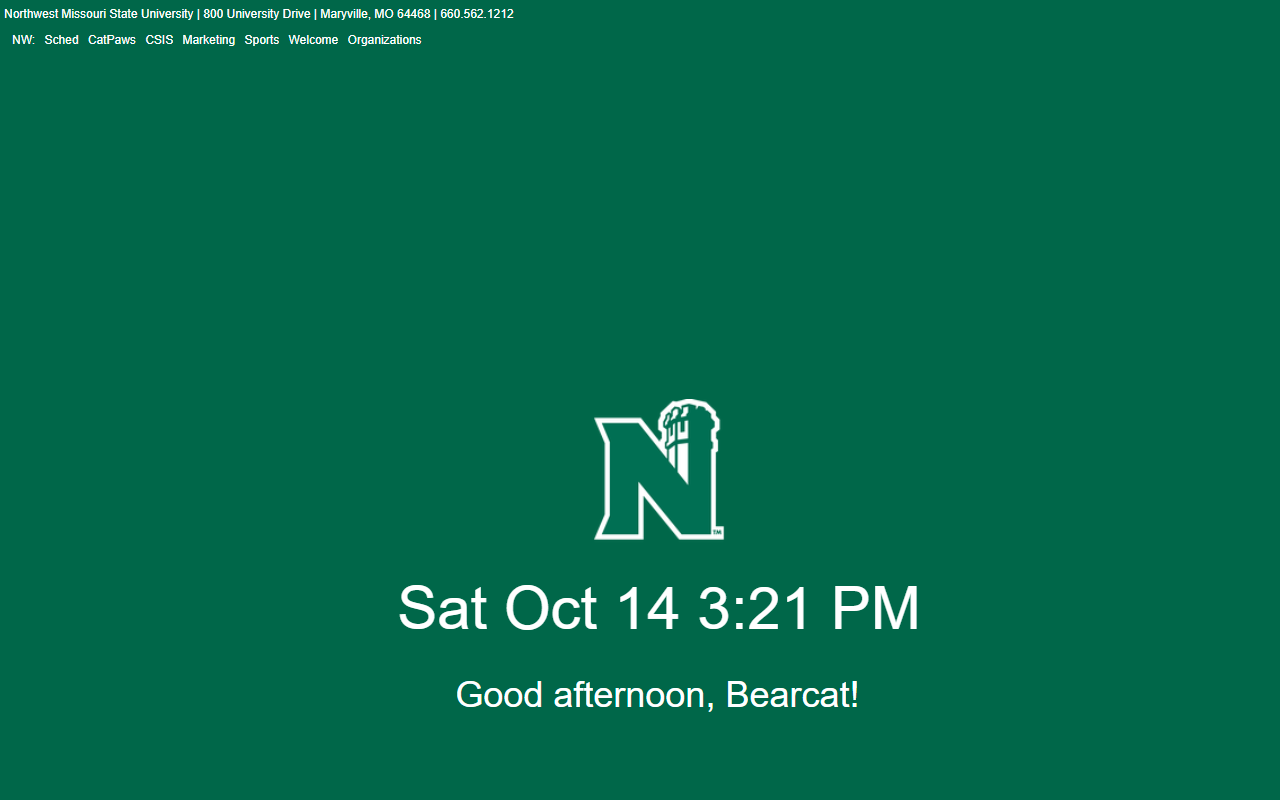 Northwest Missouri State University | 800 University Drive | Maryville, MO 64468 | 660.562.1212
NW: Sched CatPaws CSIS Marketing Sports Welcome Organizations
N
TM
Sat Oct 14 3:21 PM
Good afternoon, Bearcat!